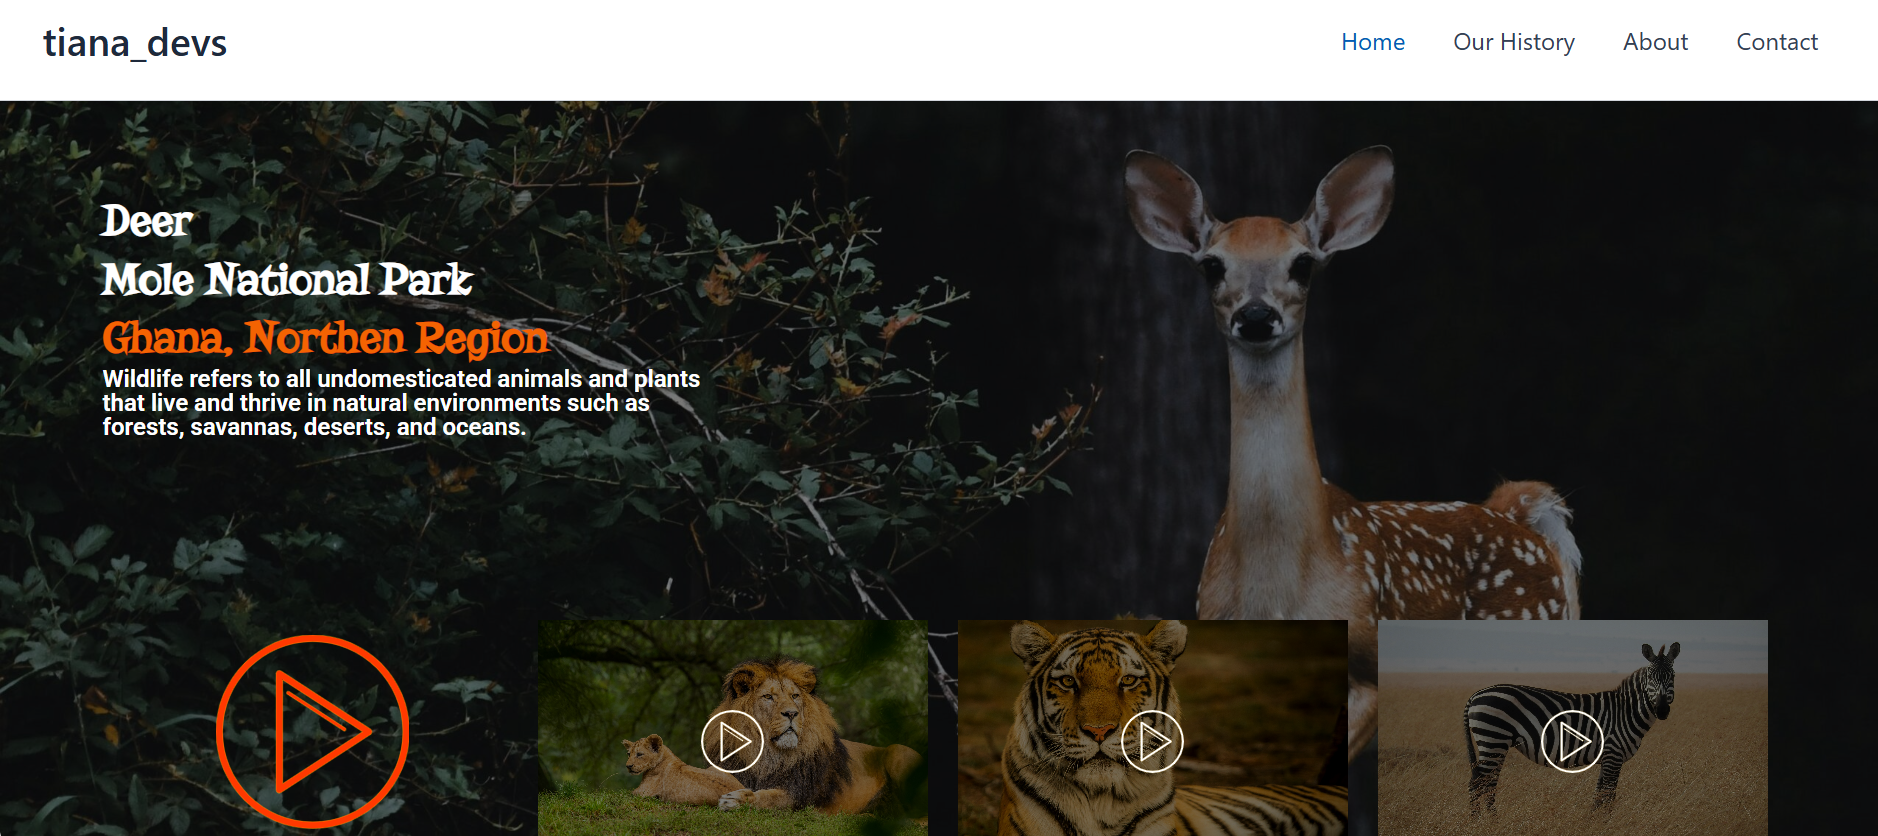 tiana_devs
Home
Our History
About
Contact
Deer
Mole National Park
Ghana, Northen Region
Wildlife refers to all undomesticated animals and plants
that live and thrive in natural environments such as
forests, savannas, deserts, and oceans.